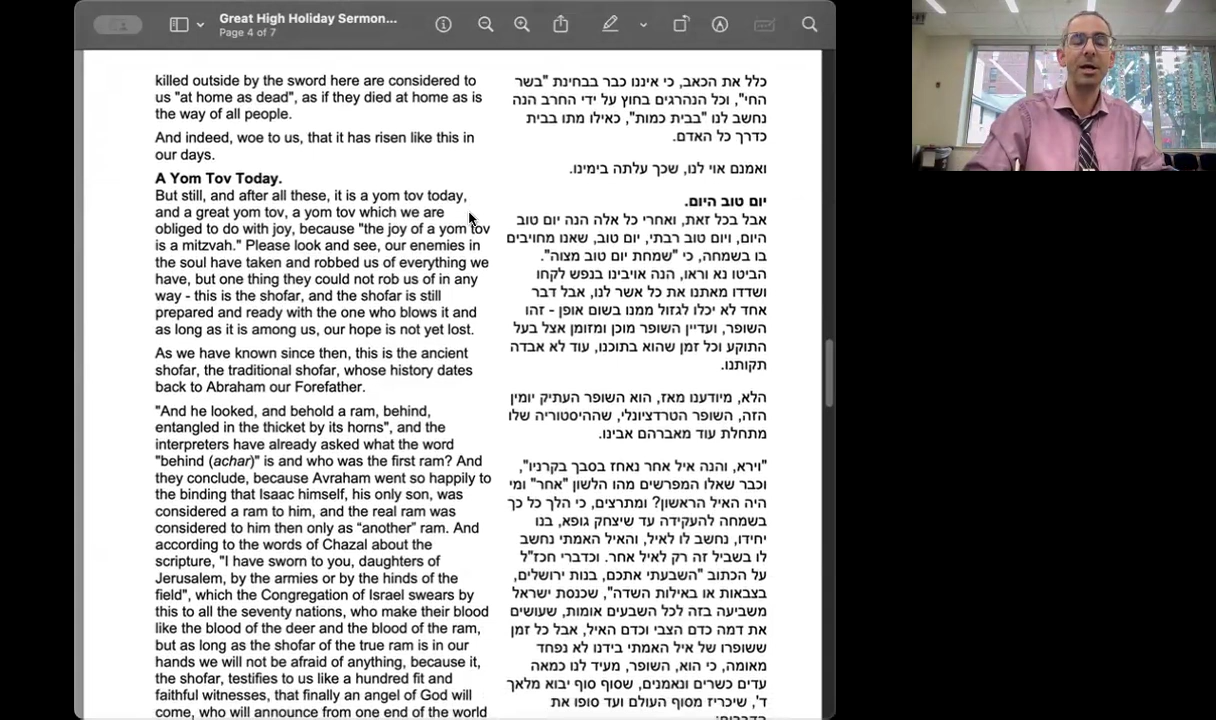 Great High Holiday Sermon...
Page 4 of 7
killed outside by the sword here are considered to
us "at home as dead", as if they died at home as is
the way of all people.
And indeed, woe to us, that it has risen like this in
our days.
A Yom Tov Today.
But still, and after all these, it is a yom tov today,
and a great yom tov, a yom tov which we are
obliged to do with joy, because "the joy of a yom tov
is a mitzvah." Please look and see, our enemies in
the soul have taken and robbed us of everything we
have, but one thing they could not rob us of in any
way - this is the shofar, and the shofar is still
prepared and ready with the one who blows it and
as long as it is among us, our hope is not yet lost.
As we have known since then, this is the ancient
shofar, the traditional shofar, whose history dates
back to Abraham our Forefather.
"And he looked, and behold a ram, behind,
entangled in the thicket by its horns", and the
interpreters have already asked what the word
"behind (achar)" is and who was the first ram? And
they conclude, because Avraham went so happily to
the binding that Isaac himself, his only son, was
considered a ram to him, and the real ram was
considered to him then only as “another” ram. And
according to the words of Chazal about the
scripture, "I have sworn to you, daughters of
Jerusalem, by the armies or by the hinds of the
field", which the Congregation of Israel swears by
this to all the seventy nations, who make their blood
like the blood of the deer and the blood of the ram,
but as long as the shofar of the true ram is in our
hands we will not be afraid of anything, because it,
the shofar, testifies to us like a hundred fit and
faithful witnesses, that finally an angel of God will
come, who will announce from one end of the world
כלל את הכאב, כי איננו כבר בבחינת "בשר
החי", וכל הנהרגים בחוץ על ידי החרב הנה
נחשב לנו "בבית כמות", כאילו מתו בבית
כדרך כל האדם.
ואמנם אוי לנו, שכך עלתה בימינו.
יום טוב היום.
אבל בכל זאת, ואחרי כל אלה הנה יום טוב
היום, ויום טוב רבתי, יום טוב, שאנו מחויבים
בו בשמחה, כי "שמחת יום טוב מצוה".
הביטו נא וראו, הנה אויבינו בנפש לקחו
ושדדו מאתנו את כל אשר לנו, אבל דבר
אחד לא יכלו לגזול ממנו בשום אופן - זהו
השופר, ועדיין השופר מוכן ומזומן אצל בעל
התוקע וכל זמן שהוא בתוכנו, עוד לא אבדה
תקותנו.
הלא, מיודענו מאז, הוא השופר העתיק יומין
הזה, השופר הטרדציונלי, שההיסטוריה שלו
מתחלת עוד מאברהם אבינו.
"וירא, והנה איל אחר נאחז בסבך בקרניו",
וכבר שאלו המפרשים מהו הלשון "אחר" ומי
היה האיל הראשון? ומתרצים, כי הלך כל כך
בשמחה להעקידה עד שיצחק גופא, בנו
יחידו, נחשב לו לאיל, והאיל האמתי נחשב
לו בשביל זה רק לאיל אחר. וכדברי חכז"ל
על הכתוב "השבעתי אתכם, בנות ירושלים,
בצבאות או באילות השדה", שכנסת ישראל
משביעה בזה לכל השבעים אומות, שעושים
את דמה כדם הצבי וכדם האיל, אבל כל זמן
ששופרו של איל האמתי בידנו לא נפחד
מאומה, כי הוא, השופר, מעיד לנו כמאה
עדים כשרים ונאמנים, שסוף סוף יבוא מלאך
ד', שיכריז מסוף העולם ועד סופו את